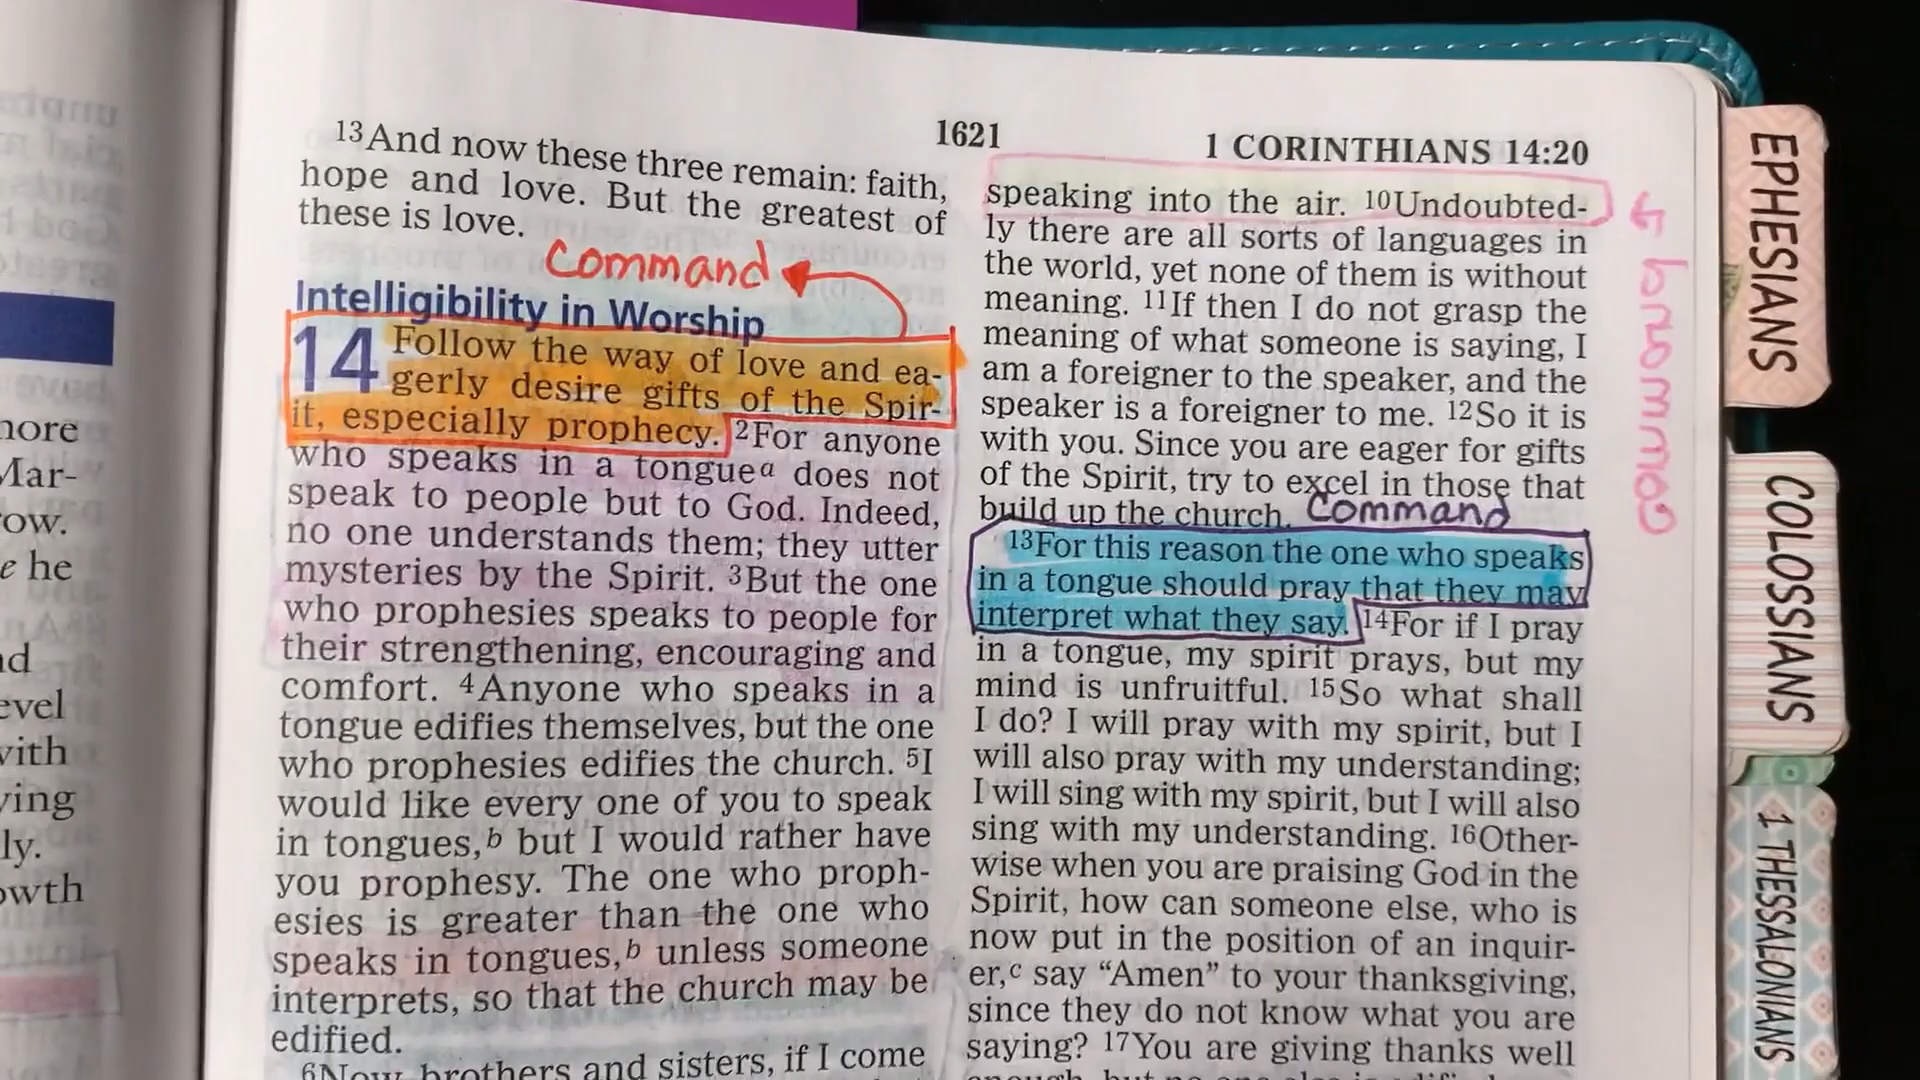 1621
1 CORINTHIANS 14:20
13And now these three remain: faith,
hope and love. But the greatest of
these is love.
Command
Intelligibility in Worship
14 Follow the way of love and ea-
gerly desire gifts of the Spir-
it, especially prophecy. 2For anyone
who speaks in a tonguea does not
speak to people but to God. Indeed,
no one understands them; they utter
mysteries by the Spirit. 3But the one
who prophesies speaks to people for
their strengthening, encouraging and
comfort. 4Anyone who speaks in a
tongue edifies themselves, but the one
who prophesies edifies the church. 5I
would like every one of you to speak
in tongues,b but I would rather have
you prophesy. The one who proph-
esies is greater than the one who
speaks in tongues,b unless someone
interprets, so that the church may be
edified.
6Now, brothers and sisters, if I come
speaking into the air. 10Undoubted-
ly there are all sorts of languages in
the world, yet none of them is without
meaning. 11If then I do not grasp the
meaning of what someone is saying, I
am a foreigner to the speaker, and the
speaker is a foreigner to me. 12So it is
with you. Since you are eager for gifts
of the Spirit, try to excel in those that
build up the church. Command
13For this reason the one who speaks
in a tongue should pray that they may
interpret what they say. 14For if I pray
in a tongue, my spirit prays, but my
mind is unfruitful. 15So what shall
I do? I will pray with my spirit, but I
will also pray with my understanding;
I will sing with my spirit, but I will also
sing with my understanding. 16Other-
wise when you are praising God in the
Spirit, how can someone else, who is
now put in the position of an inquir-
er,c say “Amen” to your thanksgiving,
since they do not know what you are
saying? 17You are giving thanks well
Command
EPHESIANS
COLOSSIANS
1 THESSALONIANS
more
Mar-
ow.
e he
nd
evel
with
ying
ly.
owth